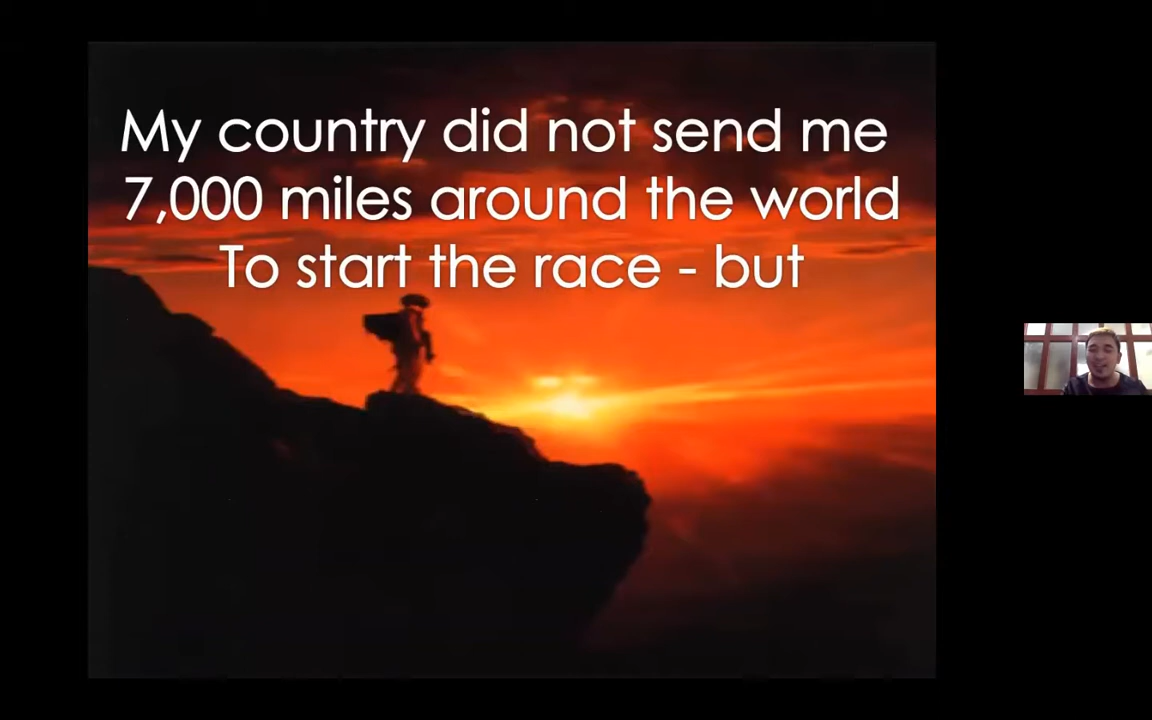 My country did not send me
7,000 miles around the world
To start the race - but